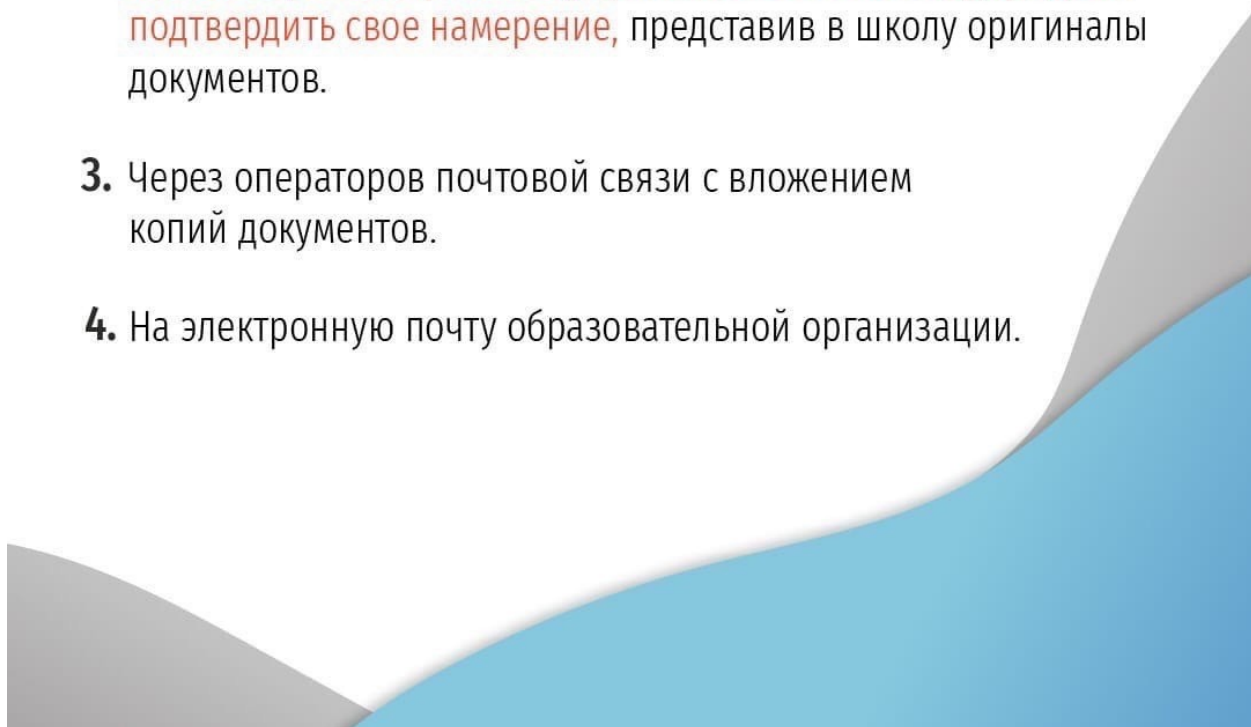 подтвердить свое намерение, представив в школу оригиналы
документов.
3. Через операторов почтовой связи с вложением
копий документов.
4. На электронную почту образовательной организации.